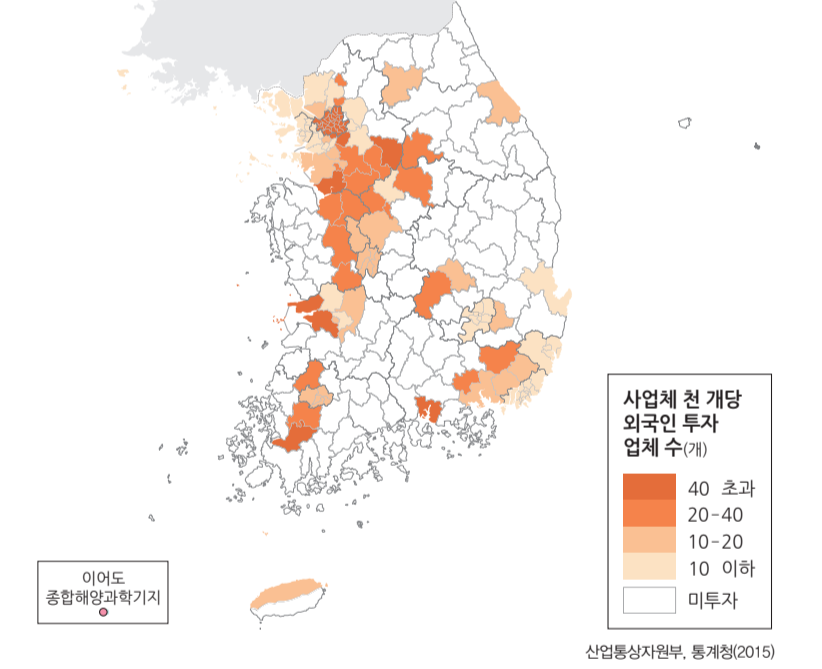 사업체 천 개당
외국인 투자
업체 수(개)
40 초과
20-40
10-20
10 이하
미투자
이어도
종합해양과학기지
산업통상자원부, 통계청(2015)